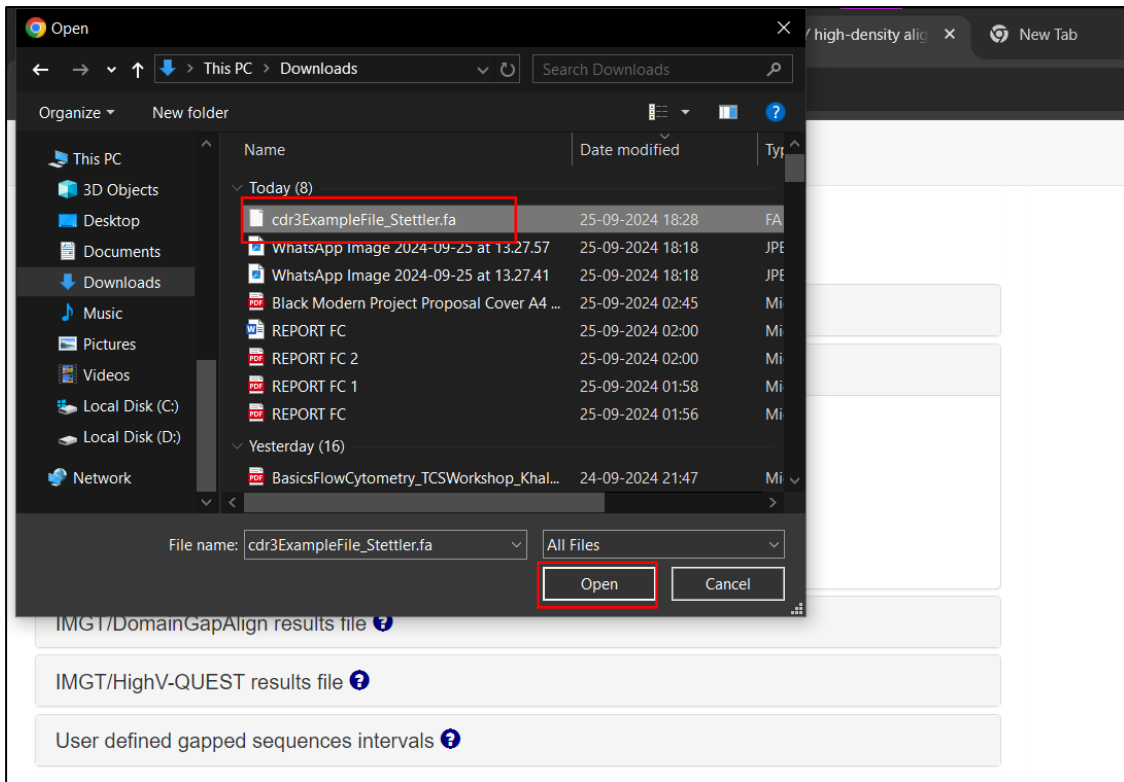 Open
/ high-density alig
New Tab
This PC > Downloads
Search Downloads
Organize
New folder
Name
Date modified
This PC
3D Objects
Desktop
Documents
Downloads
Music
Pictures
Videos
Local Disk (C:)
Local Disk (D:)
Network
Today (8)
cdr3ExampleFile_Stettler.fa 25-09-2024 18:28 FA
WhatsApp Image 2024-09-25 at 13.27.57 25-09-2024 18:18 JPE
WhatsApp Image 2024-09-25 at 13.27.41 25-09-2024 18:18 JPE
Black Modern Project Proposal Cover A4 ... 25-09-2024 02:45 Mi
REPORT FC 25-09-2024 02:00 Mi
REPORT FC 2 25-09-2024 02:00 Mi
REPORT FC 1 25-09-2024 01:58 Mi
REPORT FC 25-09-2024 01:56 Mi
Yesterday (16)
BasicsFlowCytometry_TCSWorkshop_Khal... 24-09-2024 21:47 Mi
File name: cdr3ExampleFile_Stettler.fa
All Files
Open
Cancel
IMGT/DomainGapAlign results file ?
IMGT/HighV-QUEST results file ?
User defined gapped sequences intervals ?